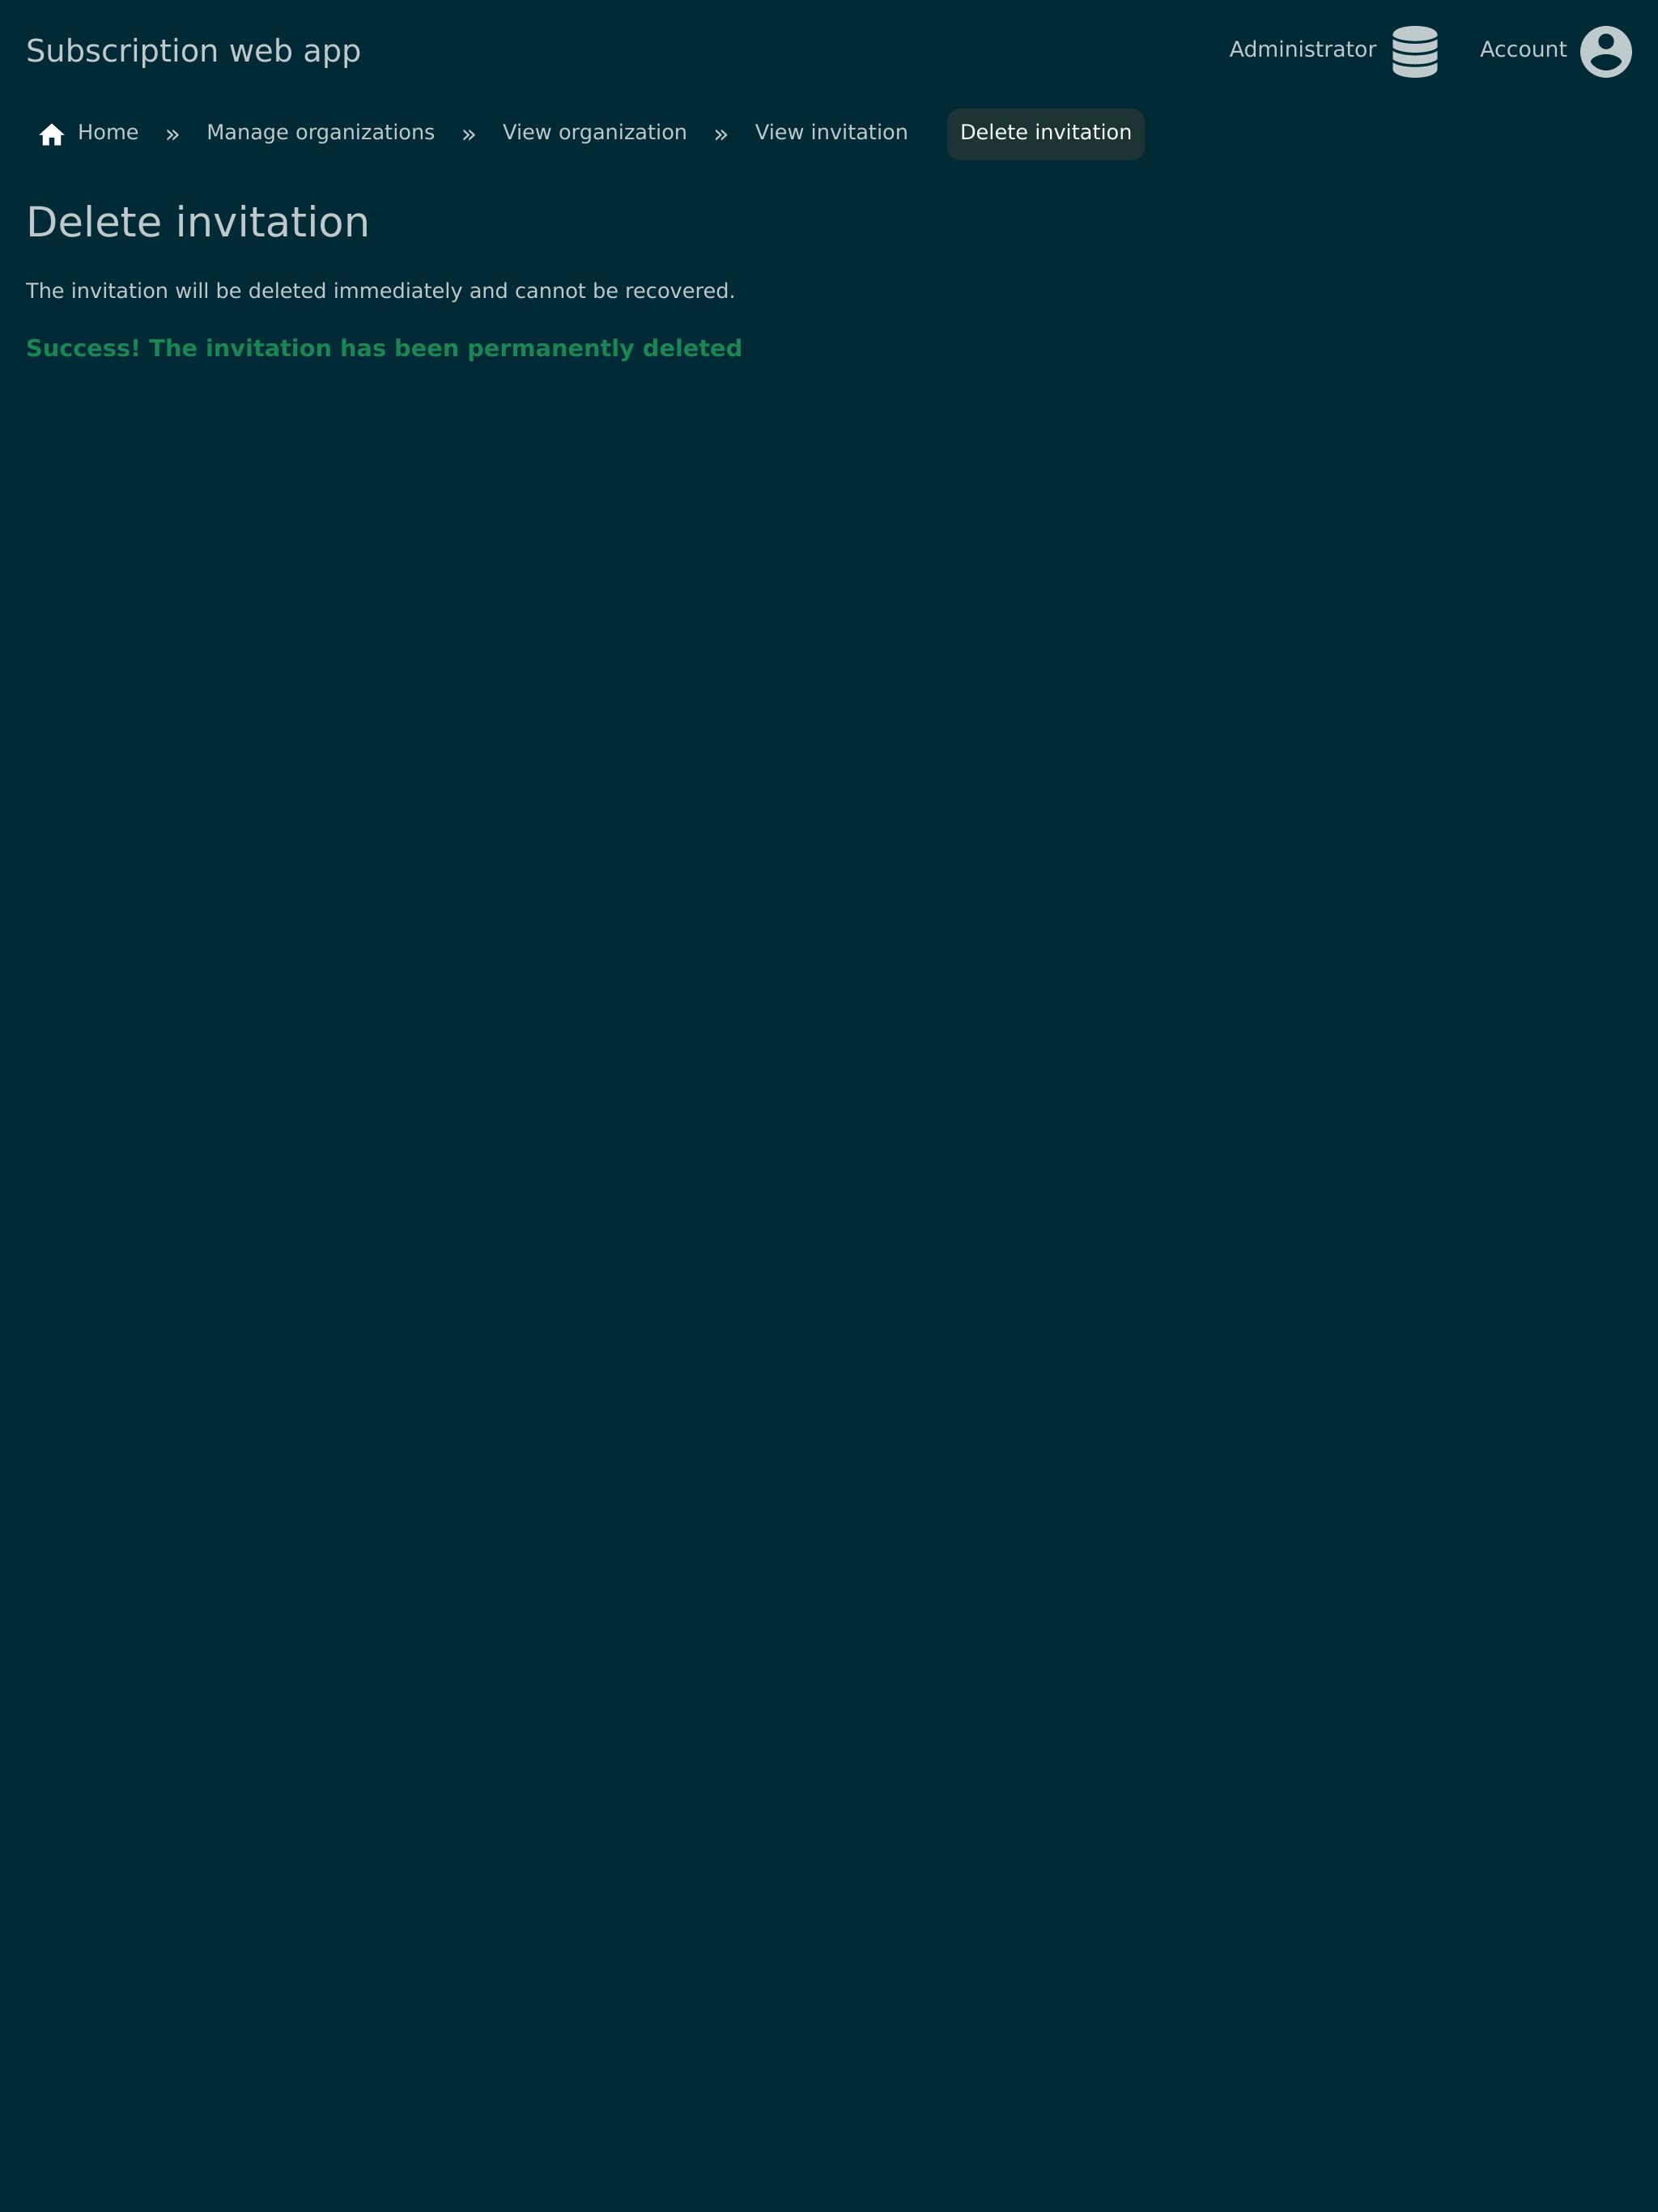 Subscription web app
Administrator
Account
Home » Manage organizations » View organization » View invitation Delete invitation
Delete invitation
The invitation will be deleted immediately and cannot be recovered.
Success! The invitation has been permanently deleted